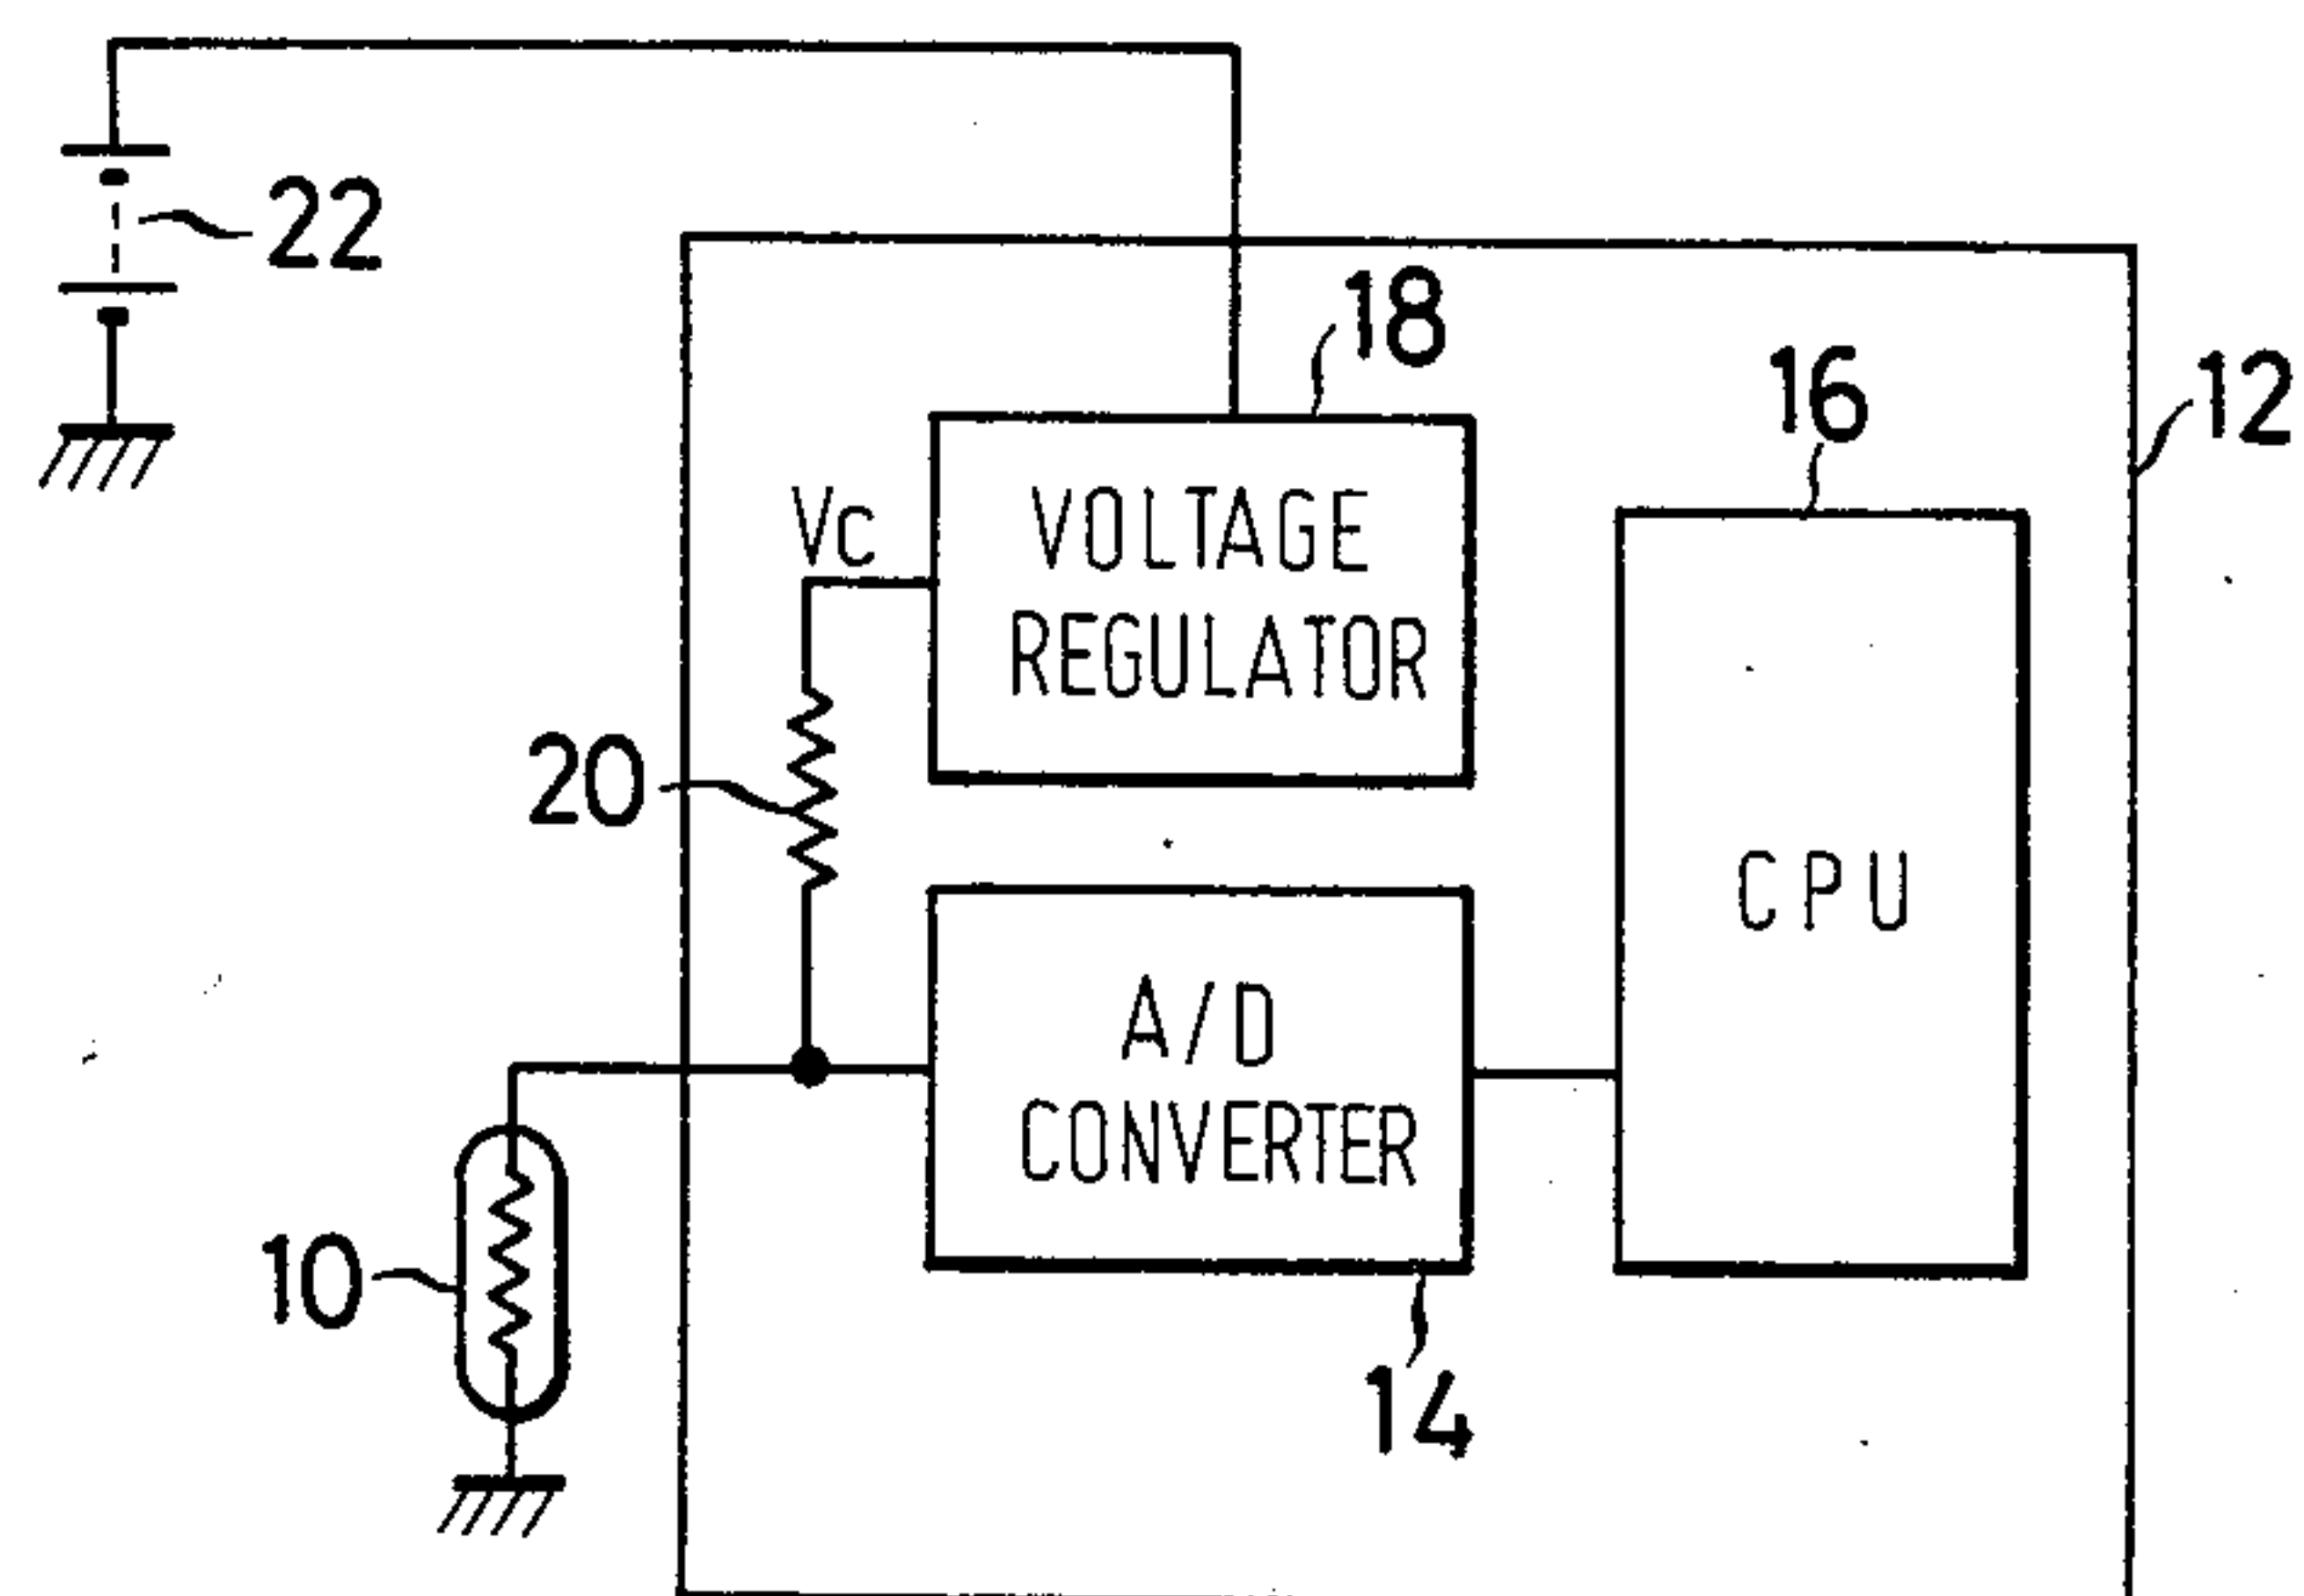 22
18
16
12
Vc
VOLTAGE
REGULATOR
20
CPU
A/D
CONVERTER
10
14